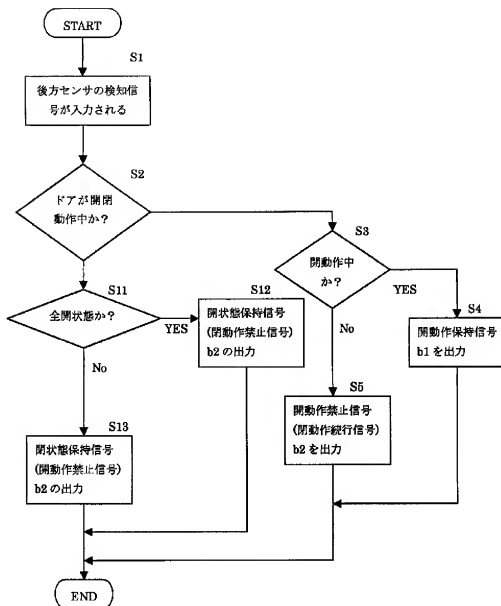 START
S1
後方センサの検知信
号が入力される
S2
ドアが開閉
動作中か？
S3
開動作中
か？
YES
S4
開動作保持信号
b1 を出力
No
S5
開動作禁止信号
(閉動作続行信号)
b2 を出力
S11
全開状態か？
YES
S12
開状態保持信号
(閉動作禁止信号)
b2 の出力
No
S13
閉状態保持信号
(開動作禁止信号)
b2 の出力
END